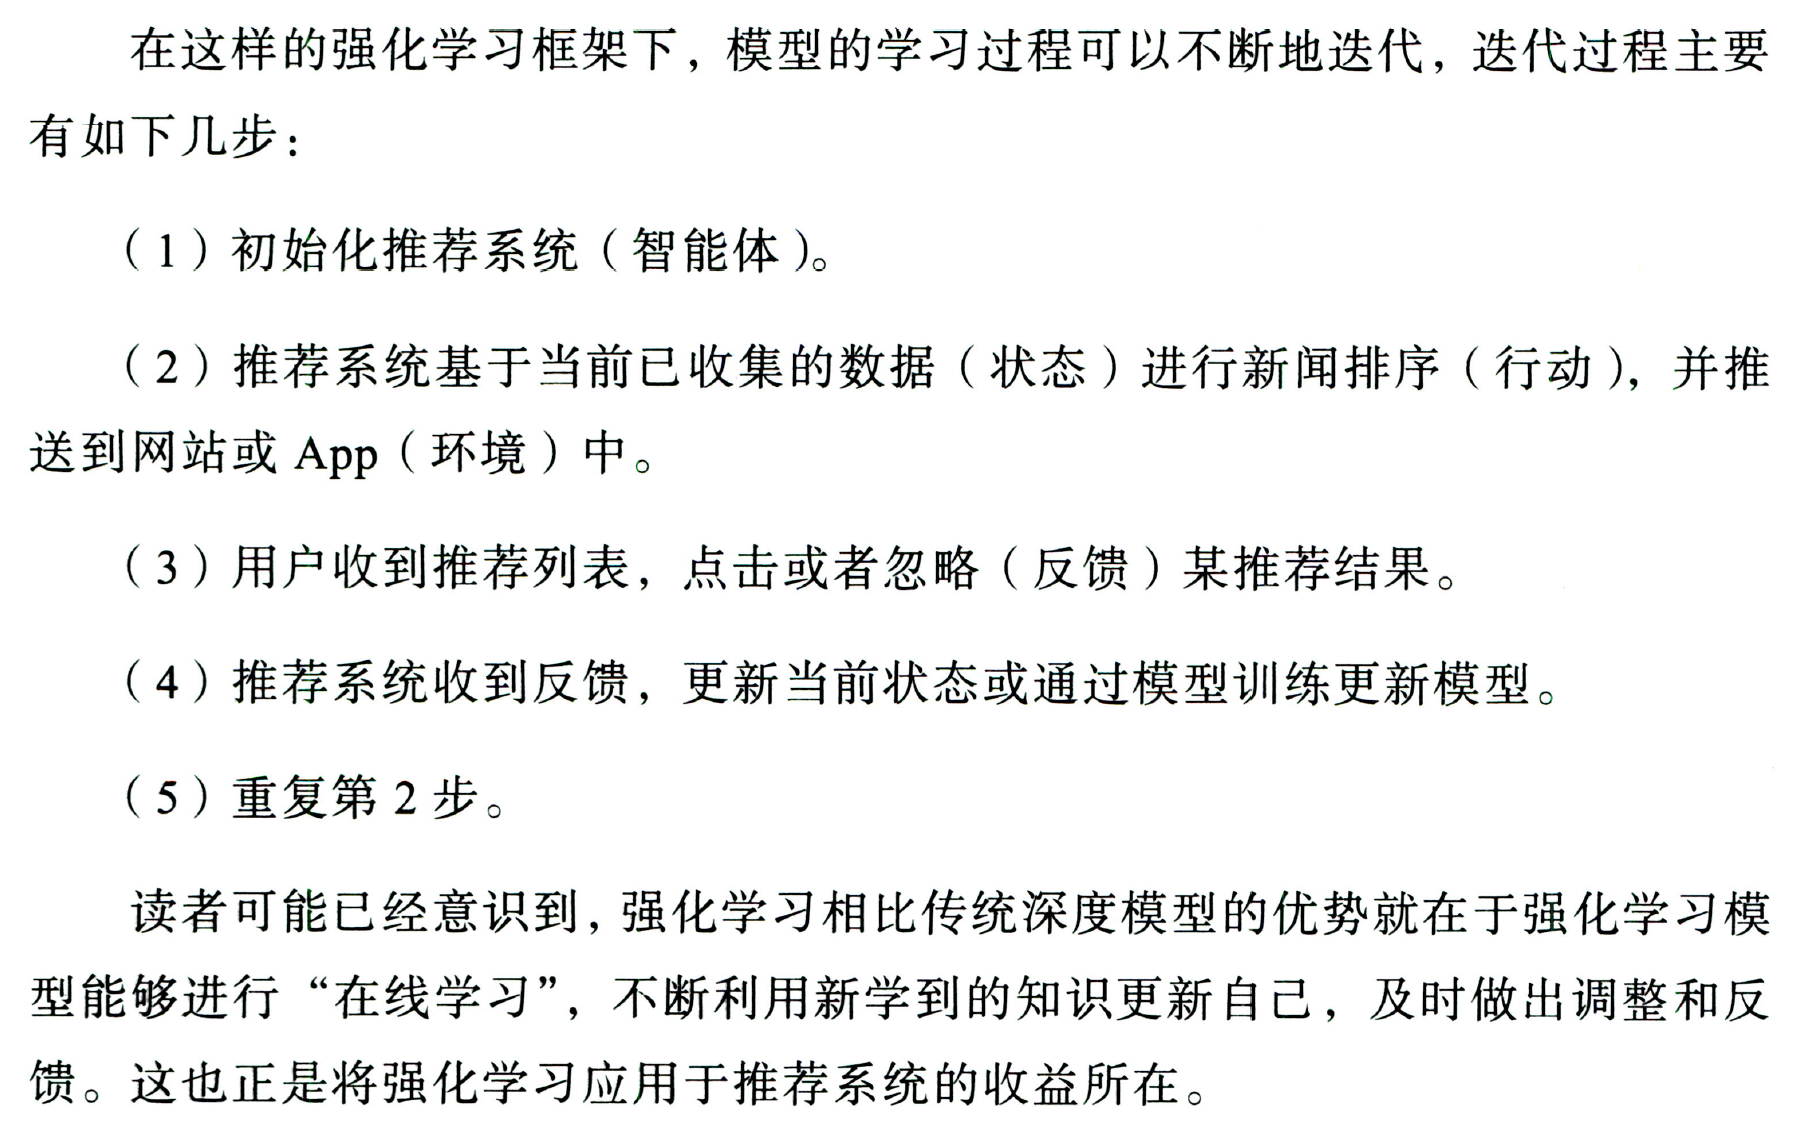 在这样的强化学习框架下，模型的学习过程可以不断地迭代，迭代过程主要
有如下几步：
（1）初始化推荐系统（智能体）。
（2）推荐系统基于当前已收集的数据（状态）进行新闻排序（行动），并推
送到网站或 App（环境）中。
（3）用户收到推荐列表，点击或者忽略（反馈）某推荐结果。
（4）推荐系统收到反馈，更新当前状态或通过模型训练更新模型。
（5）重复第 2 步。
读者可能已经意识到，强化学习相比传统深度模型的优势就在于强化学习模
型能够进行“在线学习”，不断利用新学到的知识更新自己，及时做出调整和反
馈。这也正是将强化学习应用于推荐系统的收益所在。